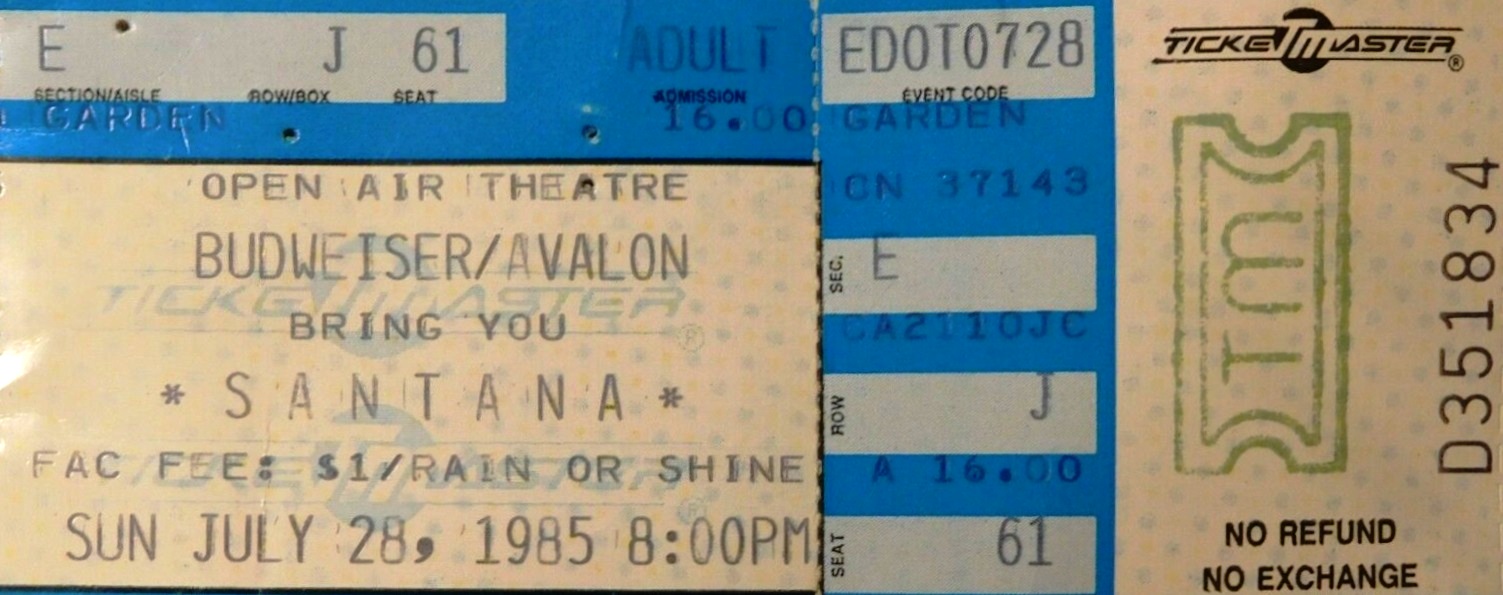 E J 61 ADULT
SECTION/AISLE ROW/BOX SEAT ADMISSION
GARDEN 16.00
OPEN AIR THEATRE
BUDWEISER/AVALON
TICKETMASTER ®
BRING YOU
* S A N T A N A *
FAC FEE: $1/RAIN OR SHINE
SUN JULY 28, 1985 8:00PM
EDOT0728
EVENT CODE
GARDEN
CN 37143
SEC. E
CA2110JC
ROW J
A 16.00
SEAT 61
TICKETMASTER ®
TM
D351834
NO REFUND
NO EXCHANGE